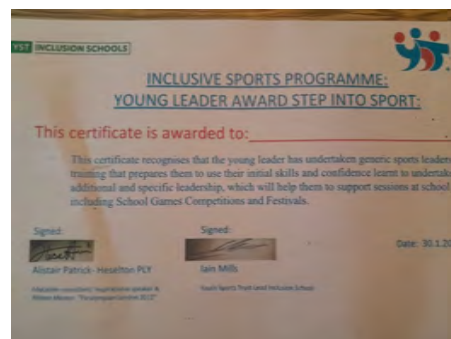 YST INCLUSION SCHOOLS
INCLUSIVE SPORTS PROGRAMME:
YOUNG LEADER AWARD STEP INTO SPORT:
This certificate is awarded to:
This certificate recognises that the young leader has undertaken generic sports leaders
training that prepares them to use their initial skills and confidence learnt to undertak
additional and specific leadership, which will help them to support sessions at school
including School Games Competitions and Festivals.
Signed: Signed:
Date: 30.1.20
Alistair Patrick- Heselton PLY Iain Mills
Youth Sports Trust Lead Inclusion School